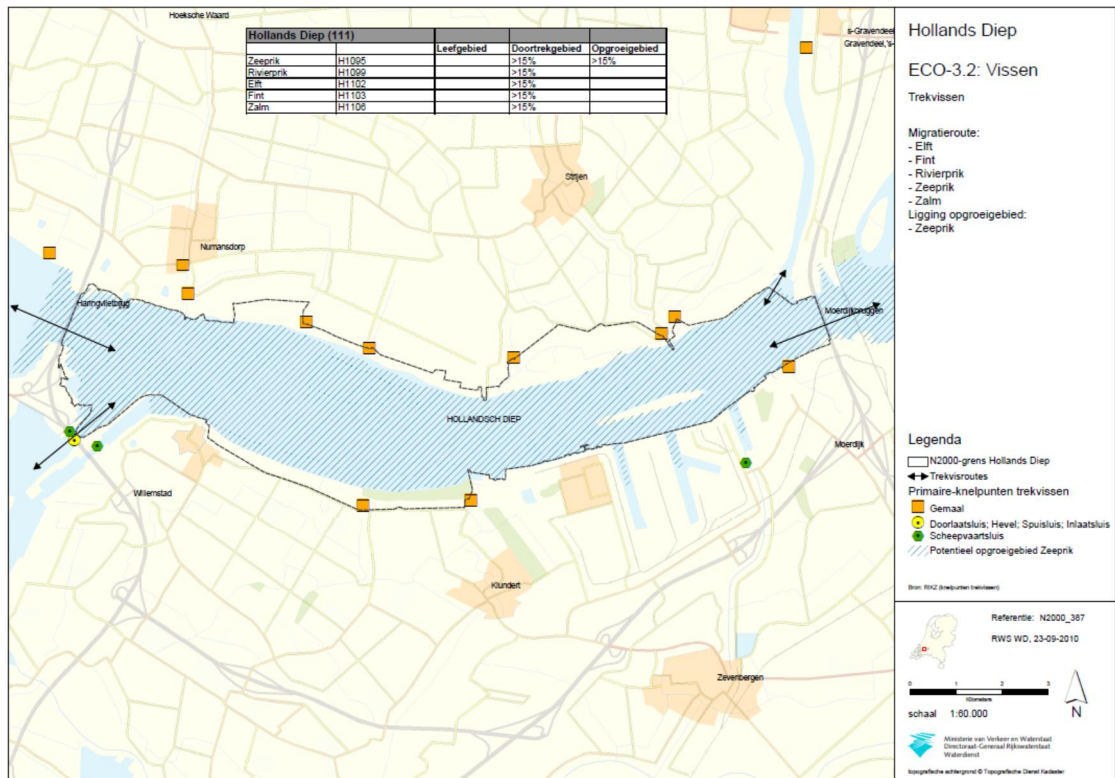 Hoeksche Waard
Hollands Diep (111)
Leefgebied Doortrekgebied Opgroeigebied
Zeeprik H1095 >15% >15%
Rivierprik H1099 >15%
Elft H1102 >15%
Fint H1103 >15%
Zalm H1106 >15%
s-Gravendeel
Gravendeel,'s-
Strijen
Numansdorp
Haringvlietbrug
Moerdijkbruggen
HOLLANDSCH DIEP
Moerdijk
Willemstad
Klundert
Zevenbergen
Hollands Diep
ECO-3.2: Vissen
Trekvissen
Migratieroute:
- Elft
- Fint
- Rivierprik
- Zeeprik
- Zalm
Ligging opgroeigebied:
- Zeeprik
Legenda
N2000-grens Hollands Diep
Trekvisroutes
Primaire-knelpunten trekvissen
Gemaal
Doorlaatsluis; Hevel; Spuisluis; Inlaatsluis
Scheepvaartsluis
Potentieel opgroeigebied Zeeprik
Bron: RIKZ (knelpunten trekvissen)
Referentie: N2000_387
RWS WD, 23-09-2010
0 1 2 3
Kilometers
schaal 1:60.000
N
Ministerie van Verkeer en Waterstaat
Directoraat-Generaal Rijkswaterstaat
Waterdienst
topografische achtergrond © Topografische Dienst Kadaster